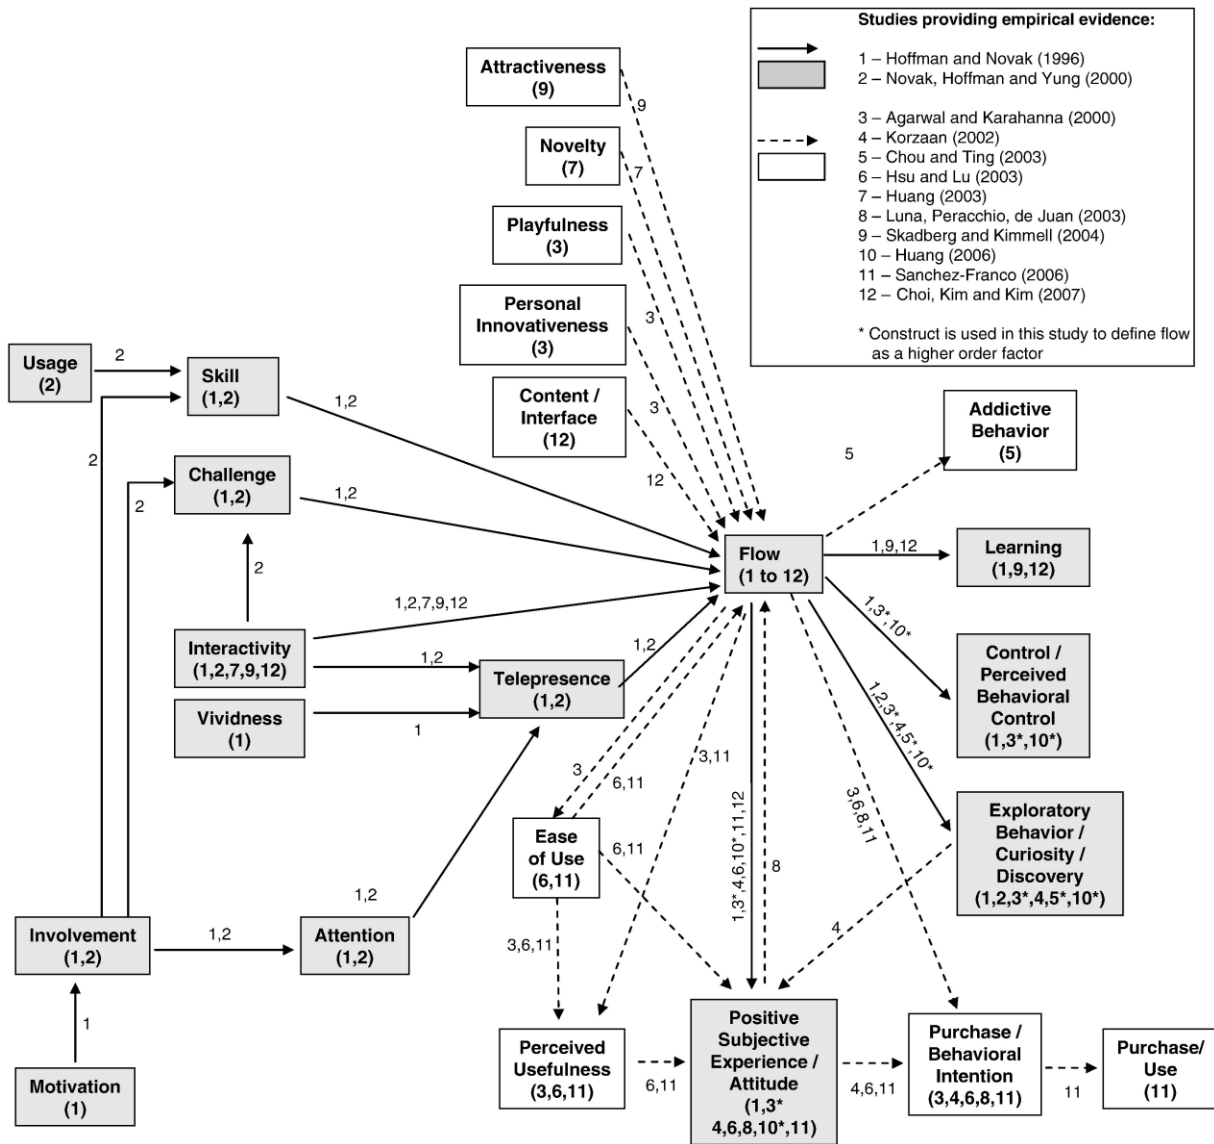 Studies providing empirical evidence:
1 – Hoffman and Novak (1996)
2 – Novak, Hoffman and Yung (2000)
3 – Agarwal and Karahanna (2000)
4 – Korzaan (2002)
5 – Chou and Ting (2003)
6 – Hsu and Lu (2003)
7 – Huang (2003)
8 – Luna, Peracchio, de Juan (2003)
9 – Skadberg and Kimmell (2004)
10 – Huang (2006)
11 – Sanchez-Franco (2006)
12 – Choi, Kim and Kim (2007)
* Construct is used in this study to define flow
as a higher order factor
Attractiveness
(9)
9
Novelty
(7)
7
Playfulness
(3)
3
Personal
Innovativeness
(3)
3
Content /
Interface
(12)
12
Usage
(2)
2
Skill
(1,2)
1,2
2
Challenge
(1,2)
1,2
2
2
Interactivity
(1,2,7,9,12)
1,2,7,9,12
1,2
Vividness
(1)
1
Telepresence
(1,2)
1,2
Flow
(1 to 12)
5
Addictive
Behavior
(5)
1,9,12
Learning
(1,9,12)
1,3*,10*
Control /
Perceived
Behavioral
Control
(1,3*,10*)
1,2,3*,4,5*,10*
Exploratory
Behavior /
Curiosity /
Discovery
(1,2,3*,4,5*,10*)
3
6,11
3,11
3,6,8,11
Ease
of Use
(6,11)
6,11
1,3*,4,6,10*,11,12
8
4
3,6,11
Involvement
(1,2)
1,2
Attention
(1,2)
1,2
1
Motivation
(1)
Perceived
Usefulness
(3,6,11)
6,11
Positive
Subjective
Experience /
Attitude
(1,3*
4,6,8,10*,11)
4,6,11
Purchase /
Behavioral
Intention
(3,4,6,8,11)
11
Purchase/
Use
(11)